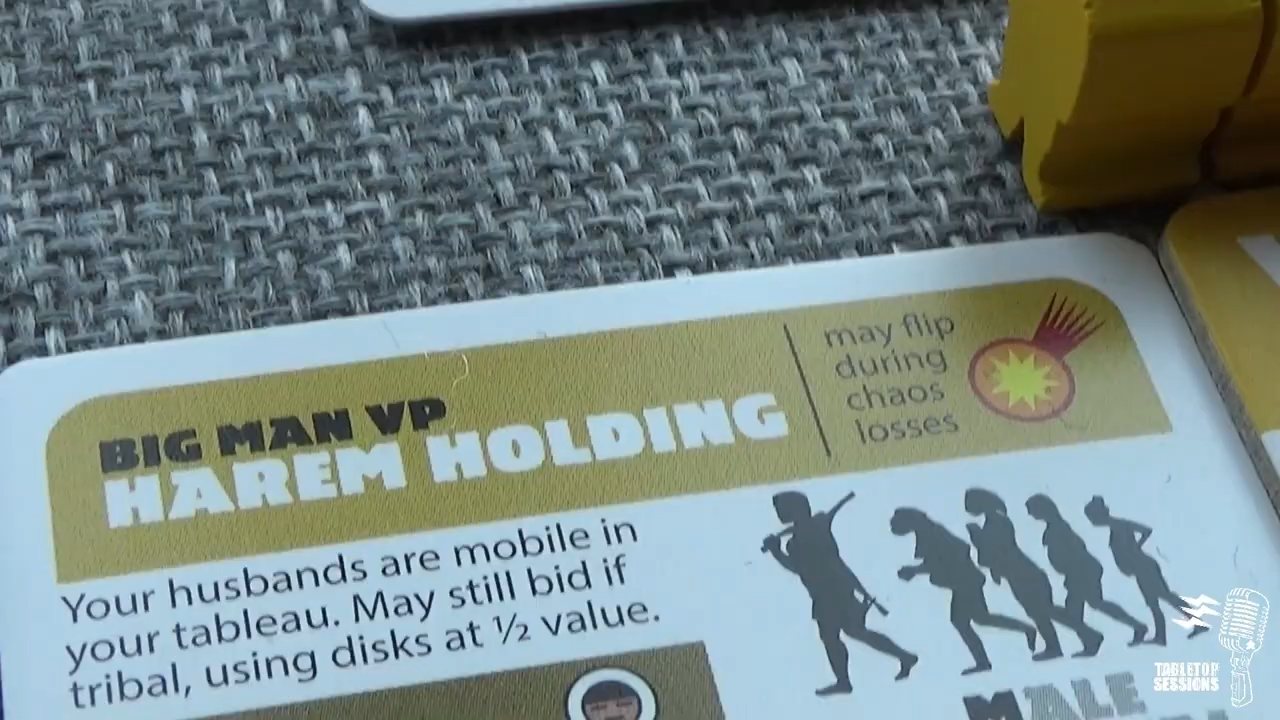 BIG MAN VP
HAREM HOLDING
may flip
during
chaos
losses
Your husbands are mobile in
your tableau. May still bid if
tribal, using disks at ½ value.
MALE
TABLETOP
SESSIONS